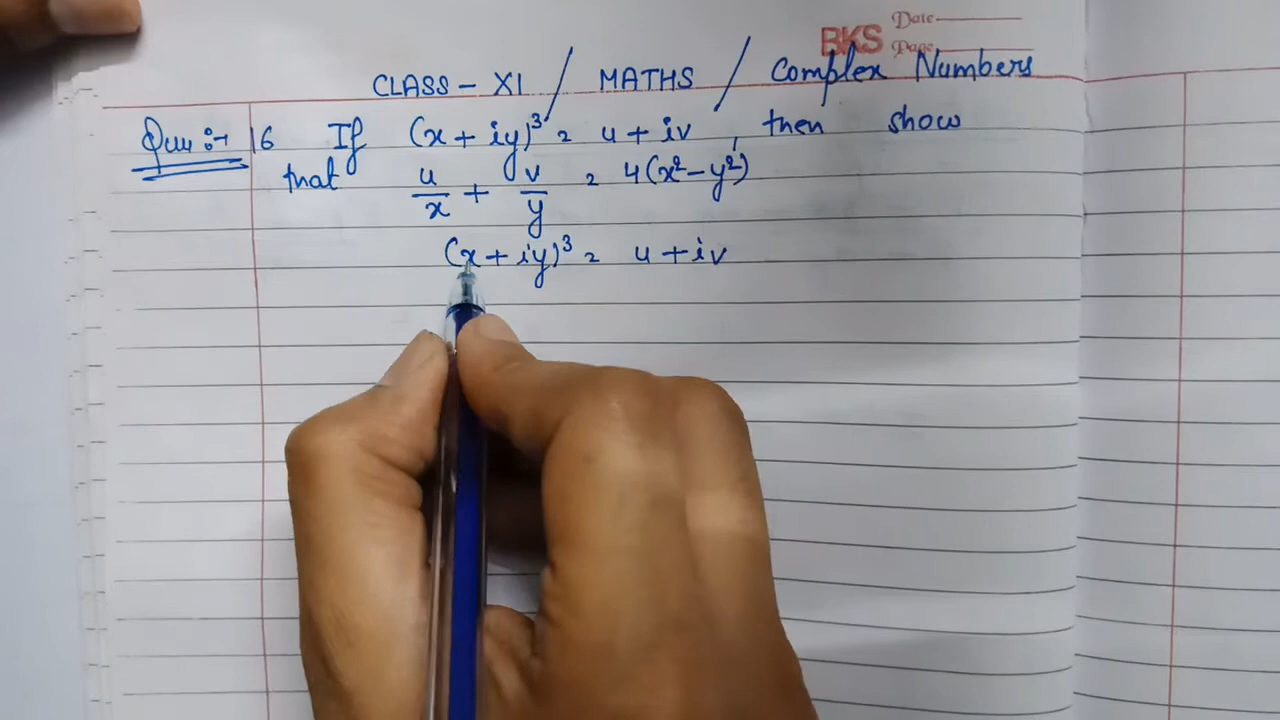 BKS Date
Page
CLASS - XI / MATHS / Complex Numbers
Que :- 16 If (x + iy)³ = u + iv, then show
that u/x + v/y = 4(x² - y²)
(x + iy)³ = u + iv